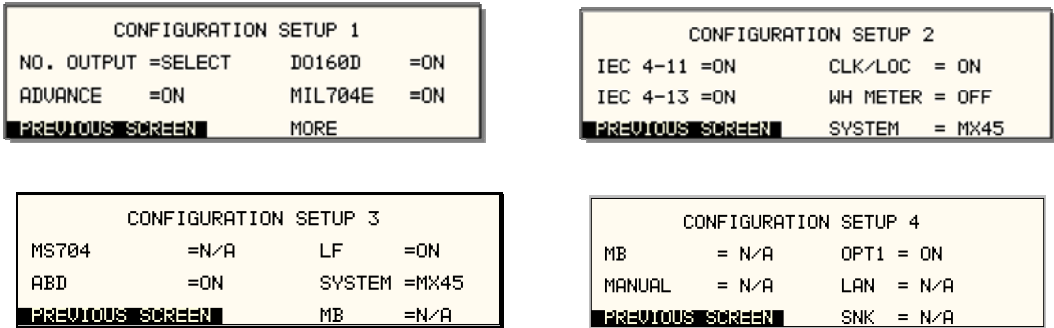 CONFIGURATION SETUP 1
NO. OUTPUT =SELECT DO160D =ON
ADVANCE =ON MIL704E =ON
PREVIOUS SCREEN MORE
CONFIGURATION SETUP 2
IEC 4-11 =ON CLK/LOC = ON
IEC 4-13 =ON WH METER = OFF
PREVIOUS SCREEN SYSTEM = MX45
CONFIGURATION SETUP 3
MS704 =N/A LF =ON
ABD =ON SYSTEM =MX45
PREVIOUS SCREEN MB =N/A
CONFIGURATION SETUP 4
MB = N/A OPT1 = ON
MANUAL = N/A LAN = N/A
PREVIOUS SCREEN SNK = N/A